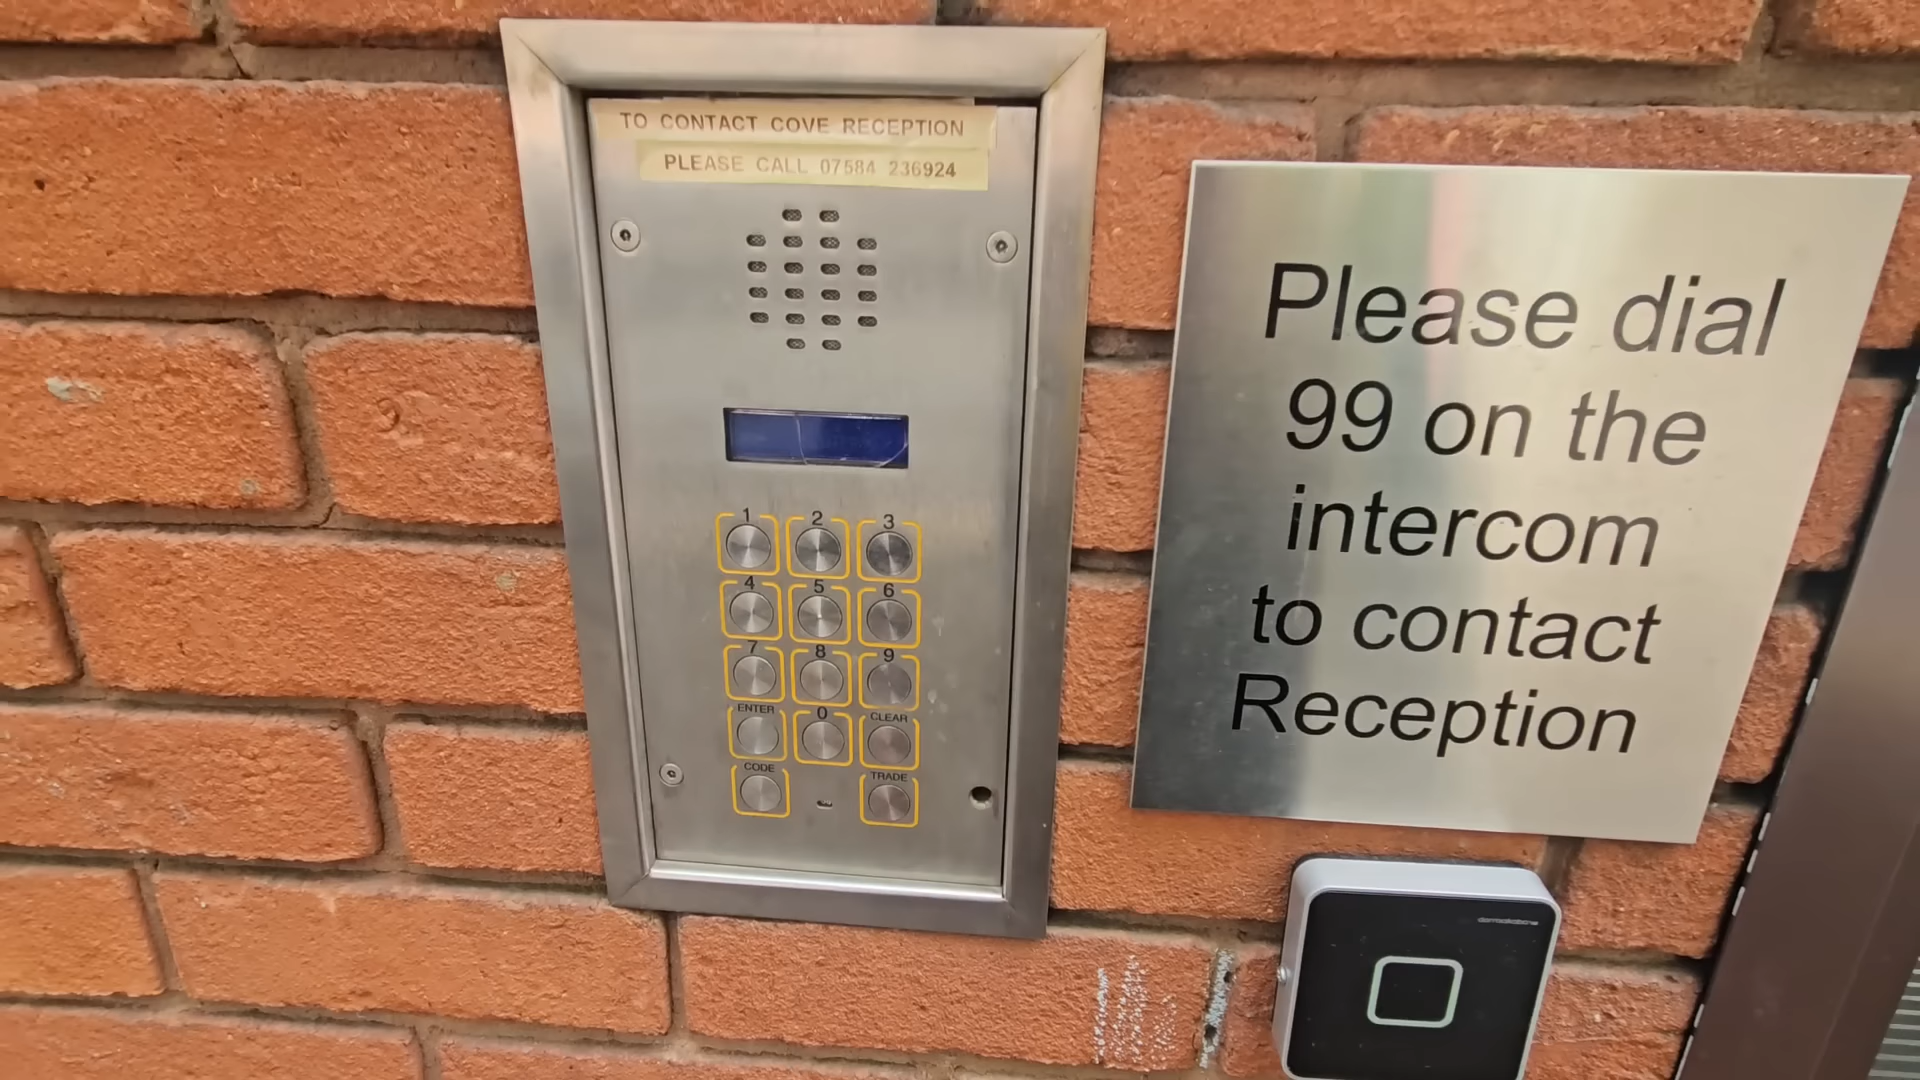 TO CONTACT COVE RECEPTION
PLEASE CALL 07584 236924
1 2 3
4 5 6
7 8 9
ENTER 0 CLEAR
CODE TRADE
Please dial
99 on the
intercom
to contact
Reception